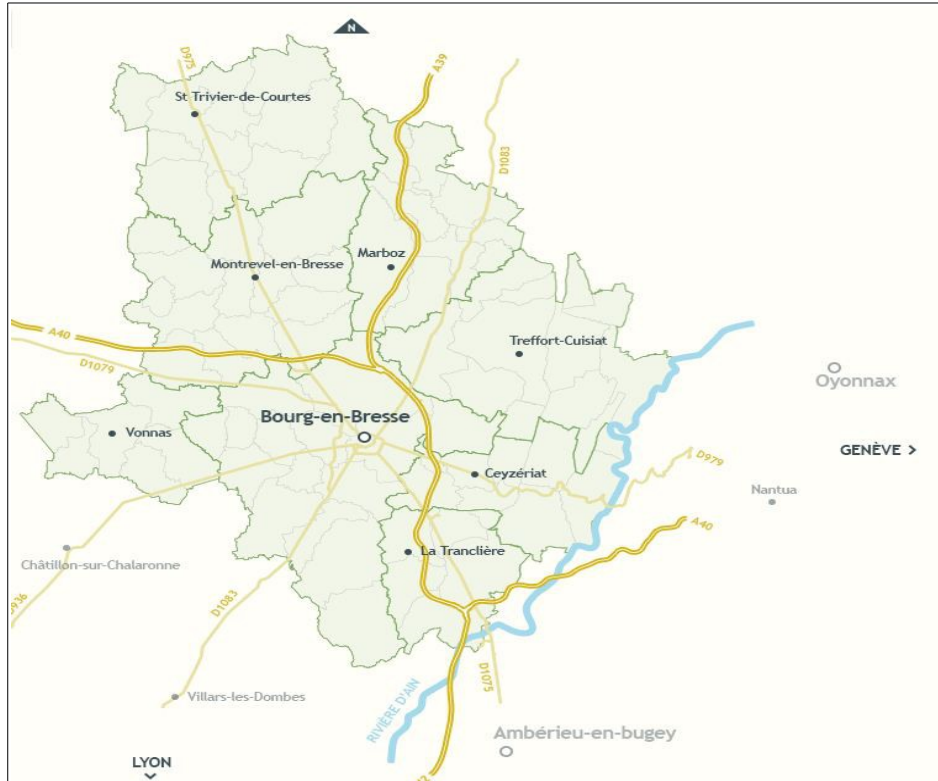 N
D975
A39
St Trivier-de-Courtes
D1083
Marboz
Montrevel-en-Bresse
A40
D1079
Treffort-Cuisiat
Oyonnax
Bourg-en-Bresse
Vonnas
GENÈVE >
D979
Ceyzériat
Nantua
A40
La Tranclière
Châtillon-sur-Chalaronne
D1083
D936
D1075
Villars-les-Dombes
RIVIÈRE D'AIN
Ambérieu-en-bugey
LYON